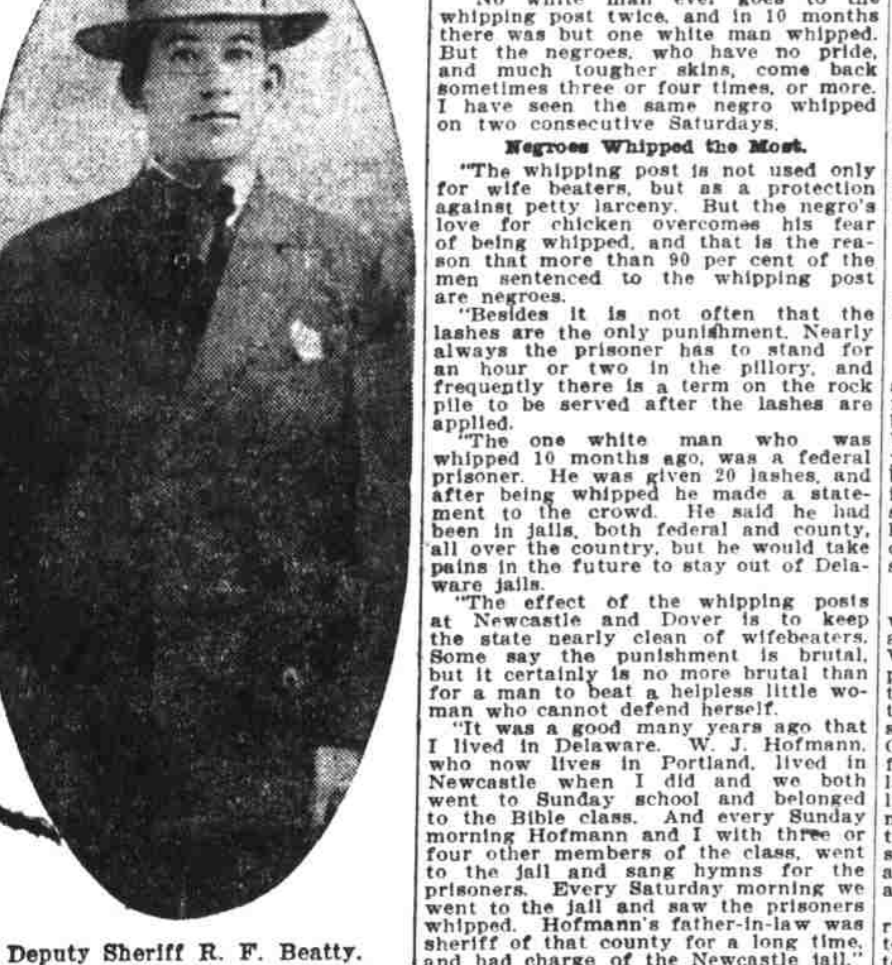 No white man ever goes to the
whipping post twice, and in 10 months
there was but one white man whipped.
But the negroes, who have no pride,
and much tougher skins, come back
sometimes three or four times, or more.
I have seen the same negro whipped
on two consecutive Saturdays.
Negroes Whipped the Most.
"The whipping post is not used only
for wife beaters, but as a protection
against petty larceny. But the negro's
love for chicken overcomes his fear
of being whipped, and that is the rea-
son that more than 90 per cent of the
men sentenced to the whipping post
are negroes.
"Besides it is not often that the
lashes are the only punishment. Nearly
always the prisoner has to stand for
an hour or two in the pillory, and
frequently there is a term on the rock
pile to be served after the lashes are
applied.
"The one white man who was
whipped 10 months ago, was a federal
prisoner. He was given 20 lashes, and
after being whipped he made a state-
ment to the crowd. He said he had
been in jails, both federal and county,
all over the country, but he would take
pains in the future to stay out of Dela-
ware jails.
"The effect of the whipping posts
at Newcastle and Dover is to keep
the state nearly clean of wifebeaters.
Some say the punishment is brutal,
but it certainly is no more brutal than
for a man to beat a helpless little wo-
man who cannot defend herself.
"It was a good many years ago that
I lived in Delaware. W. J. Hofmann,
who now lives in Portland, lived in
Newcastle when I did and we both
went to Sunday school and belonged
to the Bible class. And every Sunday
morning Hofmann and I with three or
four other members of the class, went
to the jail and sang hymns for the
prisoners. Every Saturday morning we
went to the jail and saw the prisoners
whipped. Hofmann's father-in-law was
sheriff of that county for a long time,
and had charge of the Newcastle jail."
Deputy Sheriff R. F. Beatty.